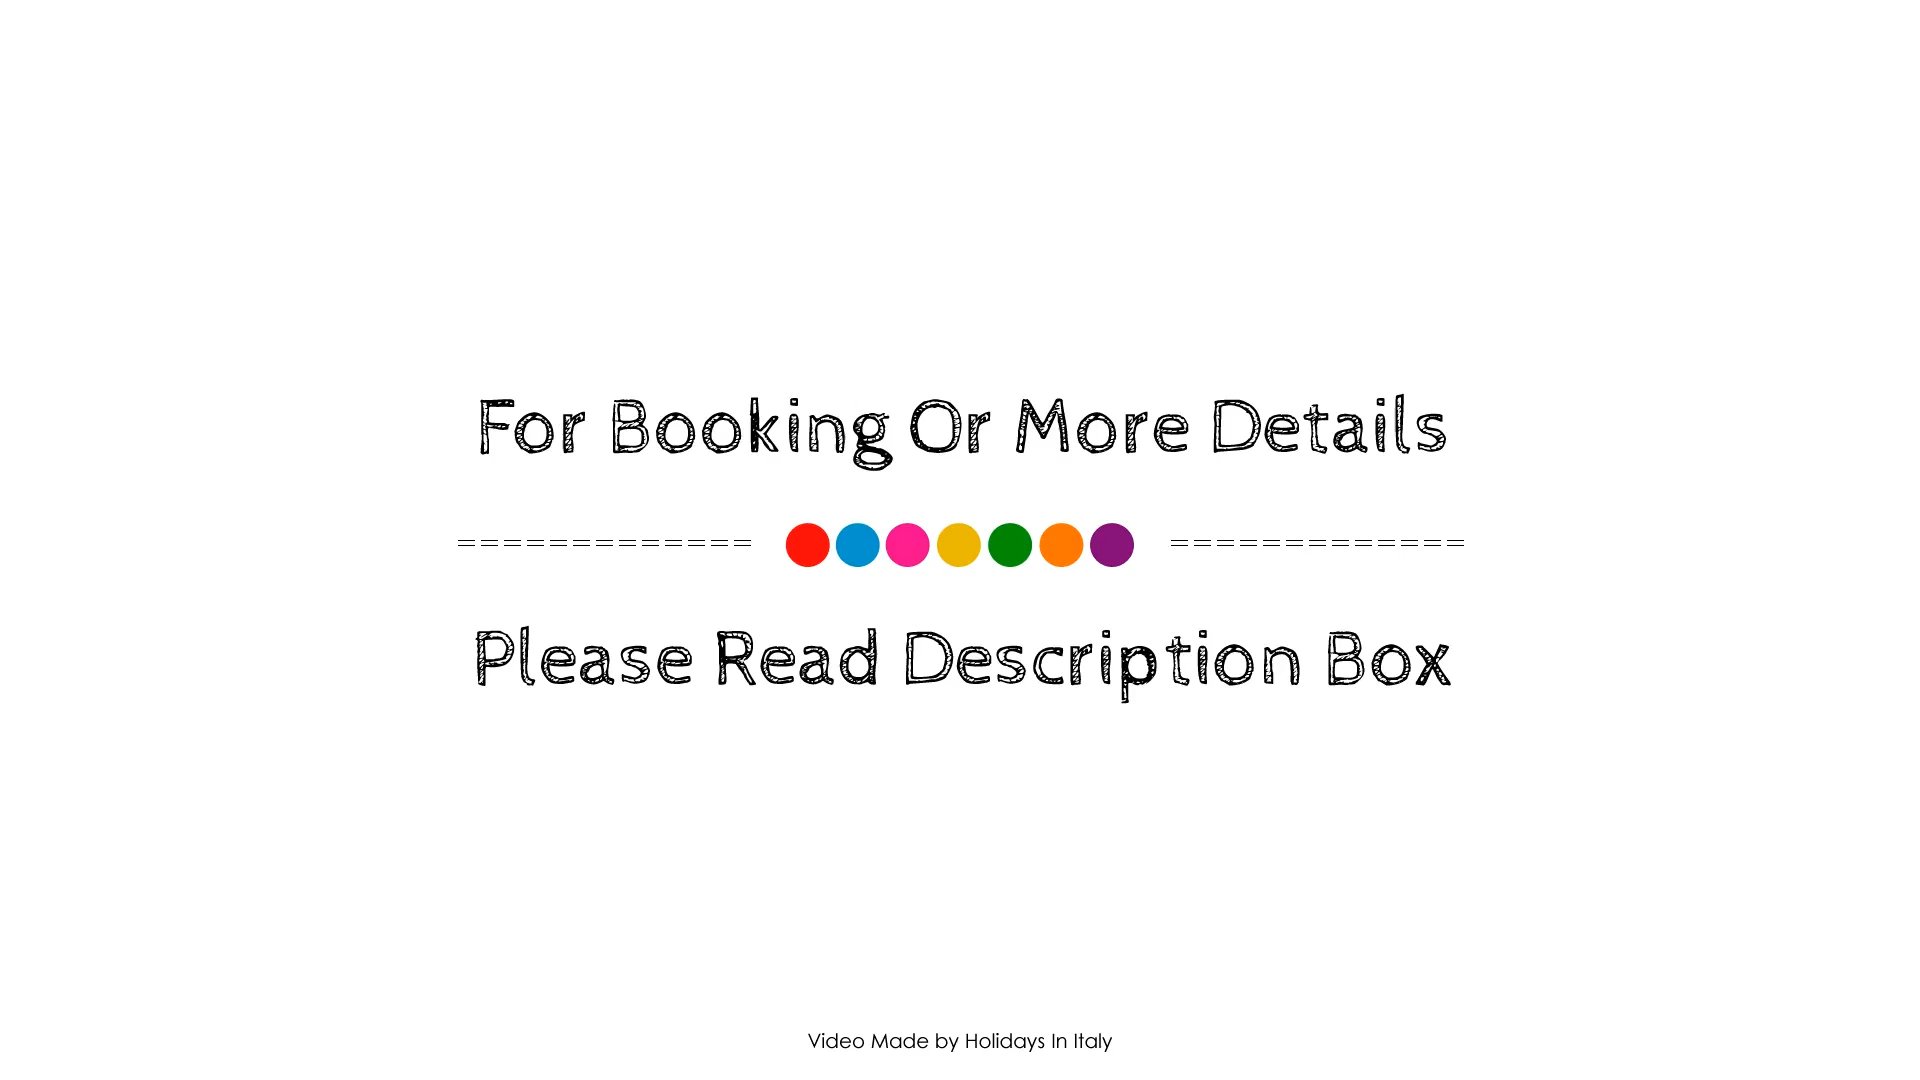 For Booking Or More Details
============= =============
Please Read Description Box
Video Made by Holidays In Italy